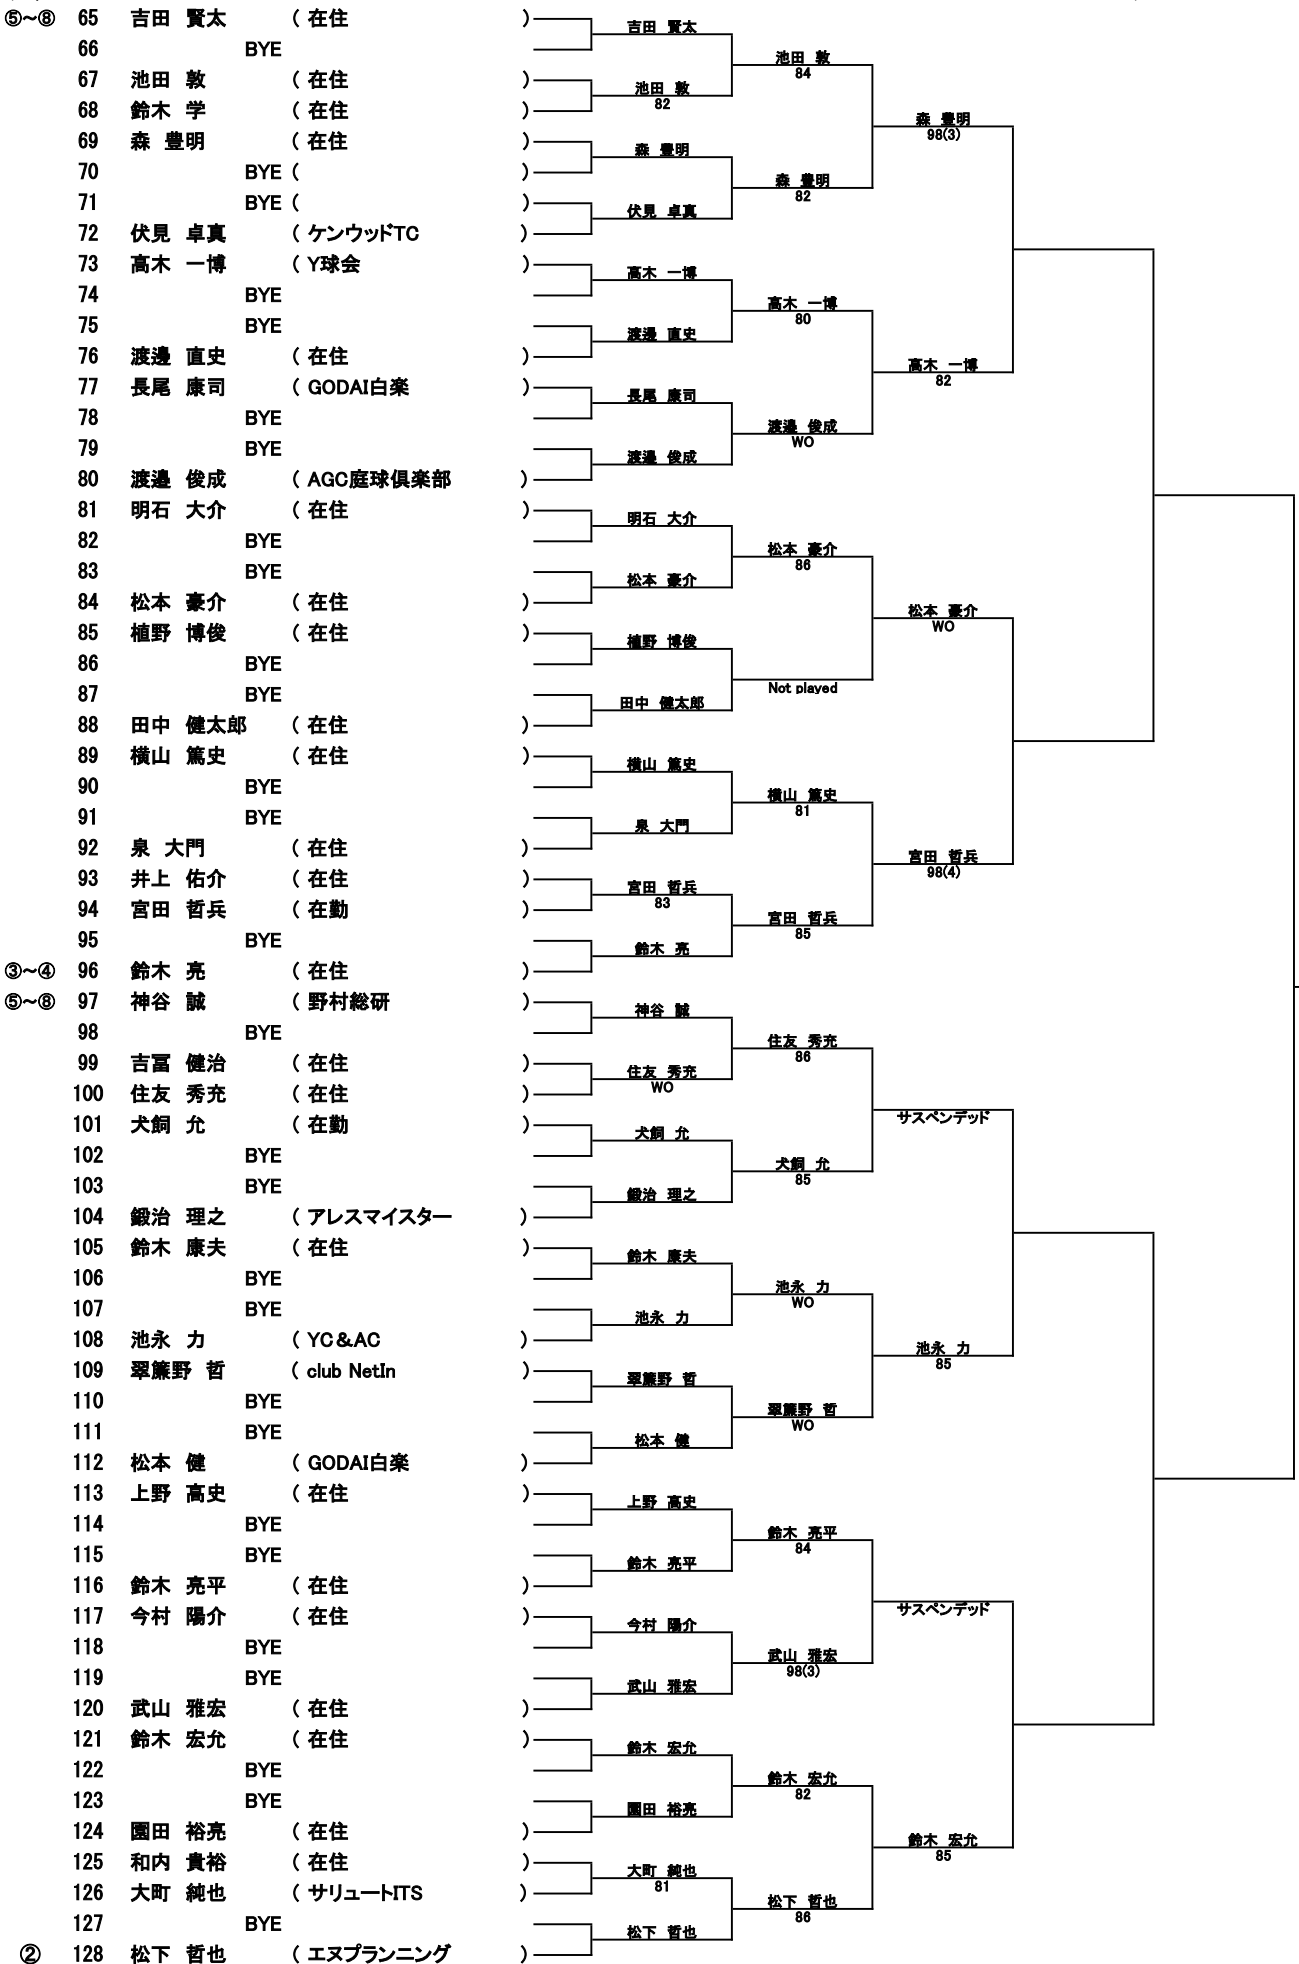 ⑤～⑧ 65 吉田 賢太 ( 在住 )
吉田 賢太
66 BYE
池田 敦
84
67 池田 敦 ( 在住 )
池田 敦
82
68 鈴木 学 ( 在住 )
森 豊明
98(3)
69 森 豊明 ( 在住 )
森 豊明
70 BYE ( )
森 豊明
82
71 BYE ( )
伏見 卓真
72 伏見 卓真 ( ケンウッドTC )
73 高木 一博 ( Y球会 )
高木 一博
74 BYE
高木 一博
80
75 BYE
渡邊 直史
76 渡邊 直史 ( 在住 )
高木 一博
82
77 長尾 康司 ( GODAI白楽 )
長尾 康司
78 BYE
渡邉 俊成
WO
79 BYE
渡邉 俊成
80 渡邉 俊成 ( AGC庭球倶楽部 )
81 明石 大介 ( 在住 )
明石 大介
82 BYE
松本 豪介
86
83 BYE
松本 豪介
84 松本 豪介 ( 在住 )
松本 豪介
WO
85 植野 博俊 ( 在住 )
植野 博俊
86 BYE
Not played
87 BYE
田中 健太郎
88 田中 健太郎 ( 在住 )
89 横山 篤史 ( 在住 )
横山 篤史
90 BYE
横山 篤史
81
91 BYE
泉 大門
92 泉 大門 ( 在住 )
宮田 哲兵
98(4)
93 井上 佑介 ( 在住 )
宮田 哲兵
83
94 宮田 哲兵 ( 在勤 )
宮田 哲兵
85
95 BYE
鈴木 亮
③～④ 96 鈴木 亮 ( 在住 )
⑤～⑧ 97 神谷 誠 ( 野村総研 )
神谷 誠
98 BYE
住友 秀充
86
99 吉冨 健治 ( 在住 )
住友 秀充
WO
100 住友 秀充 ( 在住 )
サスペンデッド
101 犬飼 允 ( 在勤 )
犬飼 允
102 BYE
犬飼 允
85
103 BYE
鍛治 理之
104 鍛治 理之 ( アレスマイスター )
105 鈴木 康夫 ( 在住 )
鈴木 康夫
106 BYE
池永 力
WO
107 BYE
池永 力
108 池永 力 ( YC＆AC )
池永 力
85
109 翠簾野 哲 ( club NetIn )
翠簾野 哲
110 BYE
翠簾野 哲
WO
111 BYE
松本 健
112 松本 健 ( GODAI白楽 )
113 上野 高史 ( 在住 )
上野 高史
114 BYE
鈴木 亮平
84
115 BYE
鈴木 亮平
116 鈴木 亮平 ( 在住 )
サスペンデッド
117 今村 陽介 ( 在住 )
今村 陽介
118 BYE
武山 雅宏
98(3)
119 BYE
武山 雅宏
120 武山 雅宏 ( 在住 )
121 鈴木 宏允 ( 在住 )
鈴木 宏允
122 BYE
鈴木 宏允
82
123 BYE
園田 裕亮
124 園田 裕亮 ( 在住 )
鈴木 宏允
85
125 和内 貴裕 ( 在住 )
大町 純也
81
126 大町 純也 ( サリュートITS )
松下 哲也
86
127 BYE
松下 哲也
② 128 松下 哲也 ( エヌプランニング )